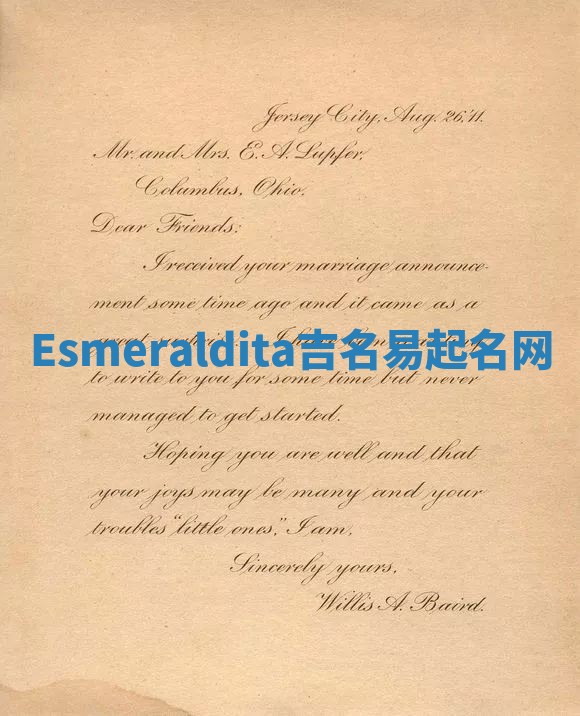 Jersey City, Aug. 26,'11.
Mr. and Mrs. E. A. Lupfer,
Columbus, Ohio.
Dear Friends:
I received your marriage announce-
ment some time ago and it came as a
Esmeraldita吉名易起名网
to write to you for some time but never
managed to get started.
Hoping you are well and that
your joys may be many and your
troubles "little ones," I am,
Sincerely yours,
Willis A. Baird.